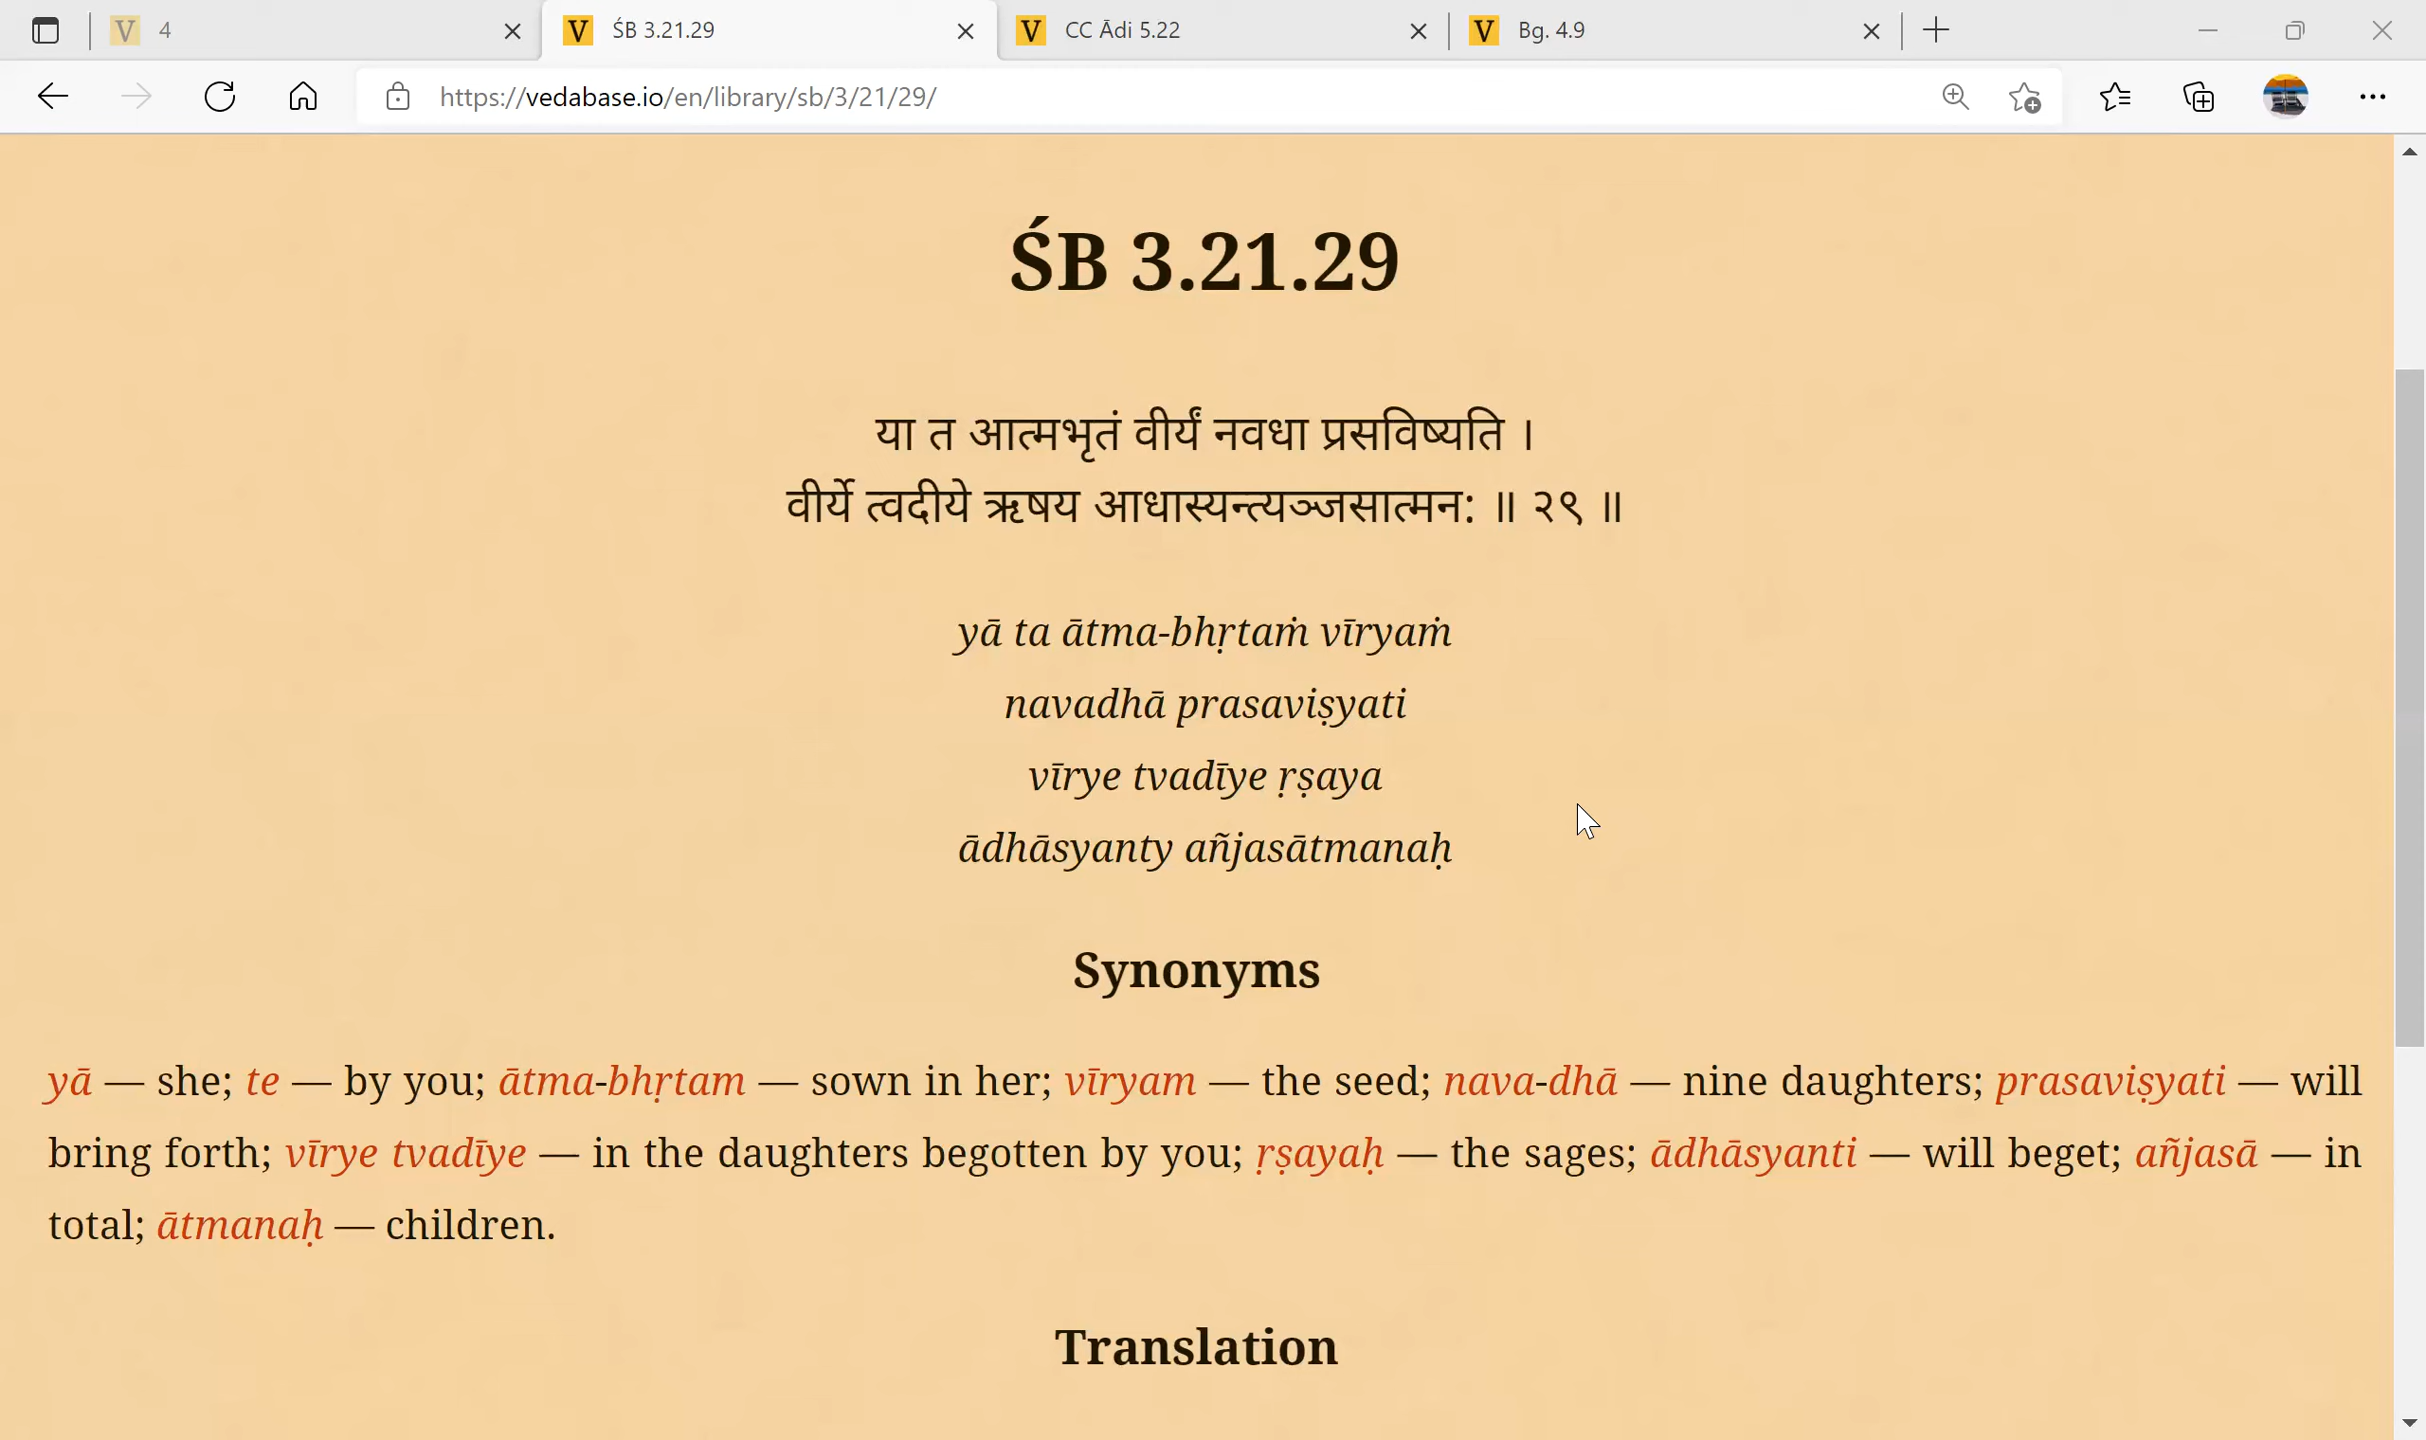 4
ŚB 3.21.29
CC Ādi 5.22
Bg. 4.9
https://vedabase.io/en/library/sb/3/21/29/
ŚB 3.21.29
या त आत्मभृतं वीर्यं नवधा प्रसविष्यति ।
वीर्ये त्वदीये ऋषय आधास्यन्त्यञ्जसात्मन: ॥ २९ ॥
yā ta ātma-bhṛtaṁ vīryaṁ
navadhā prasaviṣyati
vīrye tvadīye ṛṣaya
ādhāsyanty añjasātmanaḥ
Synonyms
yā — she; te — by you; ātma-bhṛtam — sown in her; vīryam — the seed; nava-dhā — nine daughters; prasaviṣyati — will
bring forth; vīrye tvadīye — in the daughters begotten by you; ṛṣayaḥ — the sages; ādhāsyanti — will beget; añjasā — in
total; ātmanaḥ — children.
Translation